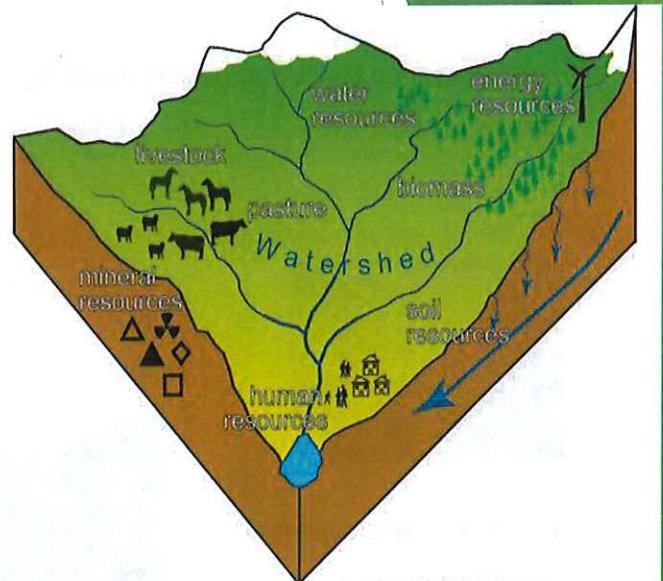 water
resources
energy
resources
livestock
biomass
pasture
Watershed
mineral
resources
soil
resources
human
resources